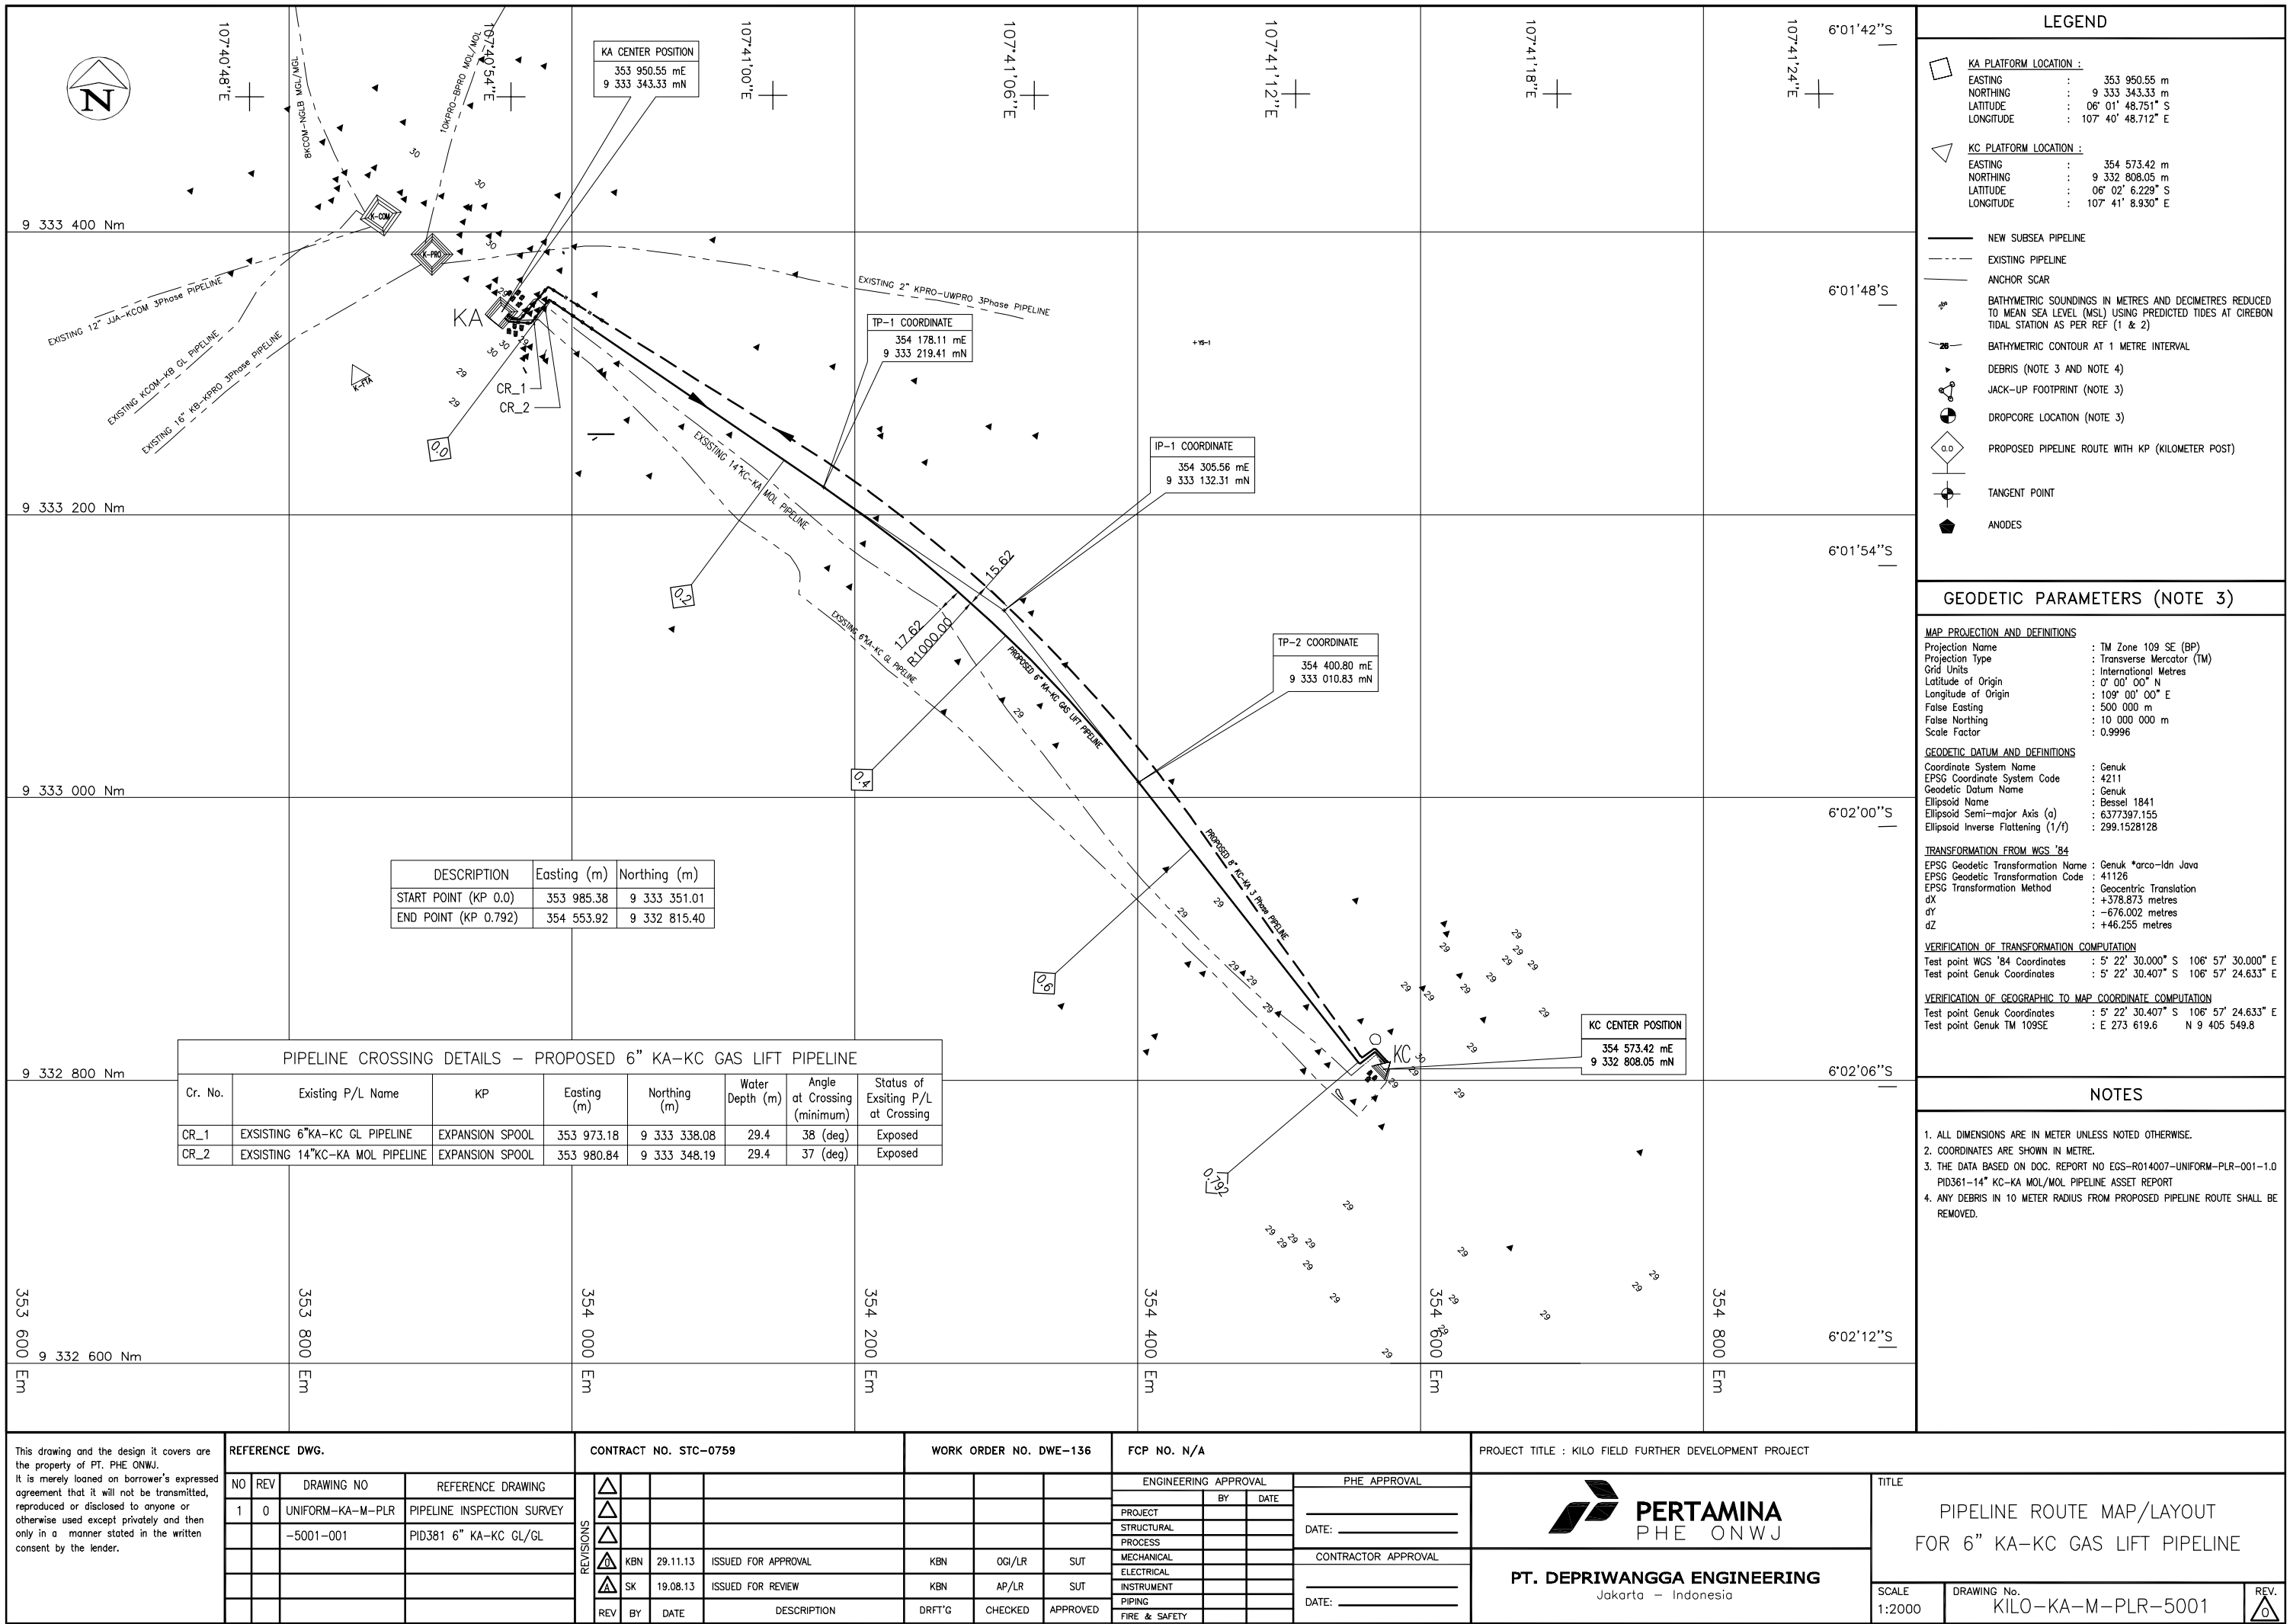 107°40'48"E
107°40'54"E
107°41'00"E
107°41'06"E
107°41'12"E
107°41'18"E
107°41'24"E
6°01'42"S
6°01'48"S
6°01'54"S
6°02'00"S
6°02'06"S
6°02'12"S
N
8KCOM-NGLB MGL/LMGL
10KPRO-BPRO MOL/MOL
KA CENTER POSITION
353 950.55 mE
9 333 343.33 mN
9 333 400 Nm
9 333 200 Nm
9 333 000 Nm
9 332 800 Nm
9 332 600 Nm
353 600 Em
353 800 Em
354 000 Em
354 200 Em
354 400 Em
354 600 Em
354 800 Em
K-COM
K-PRO
KA
K-FTA
EXISTING 12" JJA-KCOM 3Phase PIPELINE
EXISTING KCOM-KB GL PIPELINE
EXISTING 16" KB-KPRO 3Phase PIPELINE
EXISTING 2" KPRO-UWPRO 3Phase PIPELINE
CR_1
CR_2
TP-1 COORDINATE
354 178.11 mE
9 333 219.41 mN
IP-1 COORDINATE
354 305.56 mE
9 333 132.31 mN
TP-2 COORDINATE
354 400.80 mE
9 333 010.83 mN
KC CENTER POSITION
354 573.42 mE
9 332 808.05 mN
KC
0.0
0.2
0.4
0.6
0.792
15.62
17.62
R1000.00
EXSISTING 14"KC-KA MOL PIPELINE
EXSISTING 6"KA-KC GL PIPELINE
PROPOSED 6" KA-KC GAS LIFT PIPELINE
PROPOSED 8" KC-KA 3 Phase PIPELINE
DESCRIPTION Easting (m) Northing (m)
START POINT (KP 0.0) 353 985.38 9 333 351.01
END POINT (KP 0.792) 354 553.92 9 332 815.40
PIPELINE CROSSING DETAILS - PROPOSED 6" KA-KC GAS LIFT PIPELINE
Cr. No. Existing P/L Name KP Easting (m) Northing (m) Water Depth (m) Angle at Crossing (minimum) Status of Exsiting P/L at Crossing
CR_1 EXSISTING 6"KA-KC GL PIPELINE EXPANSION SPOOL 353 973.18 9 333 338.08 29.4 38 (deg) Exposed
CR_2 EXSISTING 14"KC-KA MOL PIPELINE EXPANSION SPOOL 353 980.84 9 333 348.19 29.4 37 (deg) Exposed
LEGEND
KA PLATFORM LOCATION :
EASTING : 353 950.55 m
NORTHING : 9 333 343.33 m
LATITUDE : 06° 01' 48.751" S
LONGITUDE : 107° 40' 48.712" E
KC PLATFORM LOCATION :
EASTING : 354 573.42 m
NORTHING : 9 332 808.05 m
LATITUDE : 06° 02' 6.229" S
LONGITUDE : 107° 41' 8.930" E
NEW SUBSEA PIPELINE
EXISTING PIPELINE
ANCHOR SCAR
BATHYMETRIC SOUNDINGS IN METRES AND DECIMETRES REDUCED
TO MEAN SEA LEVEL (MSL) USING PREDICTED TIDES AT CIREBON
TIDAL STATION AS PER REF (1 & 2)
26 BATHYMETRIC CONTOUR AT 1 METRE INTERVAL
DEBRIS (NOTE 3 AND NOTE 4)
JACK-UP FOOTPRINT (NOTE 3)
DROPCORE LOCATION (NOTE 3)
0.0 PROPOSED PIPELINE ROUTE WITH KP (KILOMETER POST)
TANGENT POINT
ANODES
GEODETIC PARAMETERS (NOTE 3)
MAP PROJECTION AND DEFINITIONS
Projection Name : TM Zone 109 SE (BP)
Projection Type : Transverse Mercator (TM)
Grid Units : International Metres
Latitude of Origin : 0° 00' 00" N
Longitude of Origin : 109° 00' 00" E
False Easting : 500 000 m
False Northing : 10 000 000 m
Scale Factor : 0.9996
GEODETIC DATUM AND DEFINITIONS
Coordinate System Name : Genuk
EPSG Coordinate System Code : 4211
Geodetic Datum Name : Genuk
Ellipsoid Name : Bessel 1841
Ellipsoid Semi-major Axis (a) : 6377397.155
Ellipsoid Inverse Flattening (1/f) : 299.1528128
TRANSFORMATION FROM WGS '84
EPSG Geodetic Transformation Name : Genuk *arco-Idn Java
EPSG Geodetic Transformation Code : 41126
EPSG Transformation Method : Geocentric Translation
dX : +378.873 metres
dY : -676.002 metres
dZ : +46.255 metres
VERIFICATION OF TRANSFORMATION COMPUTATION
Test point WGS '84 Coordinates : 5° 22' 30.000" S 106° 57' 30.000" E
Test point Genuk Coordinates : 5° 22' 30.407" S 106° 57' 24.633" E
VERIFICATION OF GEOGRAPHIC TO MAP COORDINATE COMPUTATION
Test point Genuk Coordinates : 5° 22' 30.407" S 106° 57' 24.633" E
Test point Genuk TM 109SE : E 273 619.6 N 9 405 549.8
NOTES
1. ALL DIMENSIONS ARE IN METER UNLESS NOTED OTHERWISE.
2. COORDINATES ARE SHOWN IN METRE.
3. THE DATA BASED ON DOC. REPORT NO EGS-R014007-UNIFORM-PLR-001-1.0
PID361-14" KC-KA MOL/MOL PIPELINE ASSET REPORT
4. ANY DEBRIS IN 10 METER RADIUS FROM PROPOSED PIPELINE ROUTE SHALL BE
REMOVED.
This drawing and the design it covers are
the property of PT. PHE ONWJ.
It is merely loaned on borrower's expressed
agreement that it will not be transmitted,
reproduced or disclosed to anyone or
otherwise used except privately and then
only in a manner stated in the written
consent by the lender.
REFERENCE DWG.
NO REV DRAWING NO REFERENCE DRAWING
1 0 UNIFORM-KA-M-PLR PIPELINE INSPECTION SURVEY
-5001-001 PID381 6" KA-KC GL/GL
CONTRACT NO. STC-0759
WORK ORDER NO. DWE-136
FCP NO. N/A
REVISIONS
0 KBN 29.11.13 ISSUED FOR APPROVAL KBN OGI/LR SUT
A SK 19.08.13 ISSUED FOR REVIEW KBN AP/LR SUT
REV BY DATE DESCRIPTION DRFT'G CHECKED APPROVED
ENGINEERING APPROVAL
BY DATE
PROJECT
STRUCTURAL
PROCESS
MECHANICAL
ELECTRICAL
INSTRUMENT
PIPING
FIRE & SAFETY
PHE APPROVAL
DATE:
CONTRACTOR APPROVAL
DATE:
PROJECT TITLE : KILO FIELD FURTHER DEVELOPMENT PROJECT
PERTAMINA
PHE ONWJ
PT. DEPRIWANGGA ENGINEERING
Jakarta - Indonesia
TITLE
PIPELINE ROUTE MAP/LAYOUT
FOR 6" KA-KC GAS LIFT PIPELINE
SCALE
1:2000
DRAWING No.
KILO-KA-M-PLR-5001
REV.
0